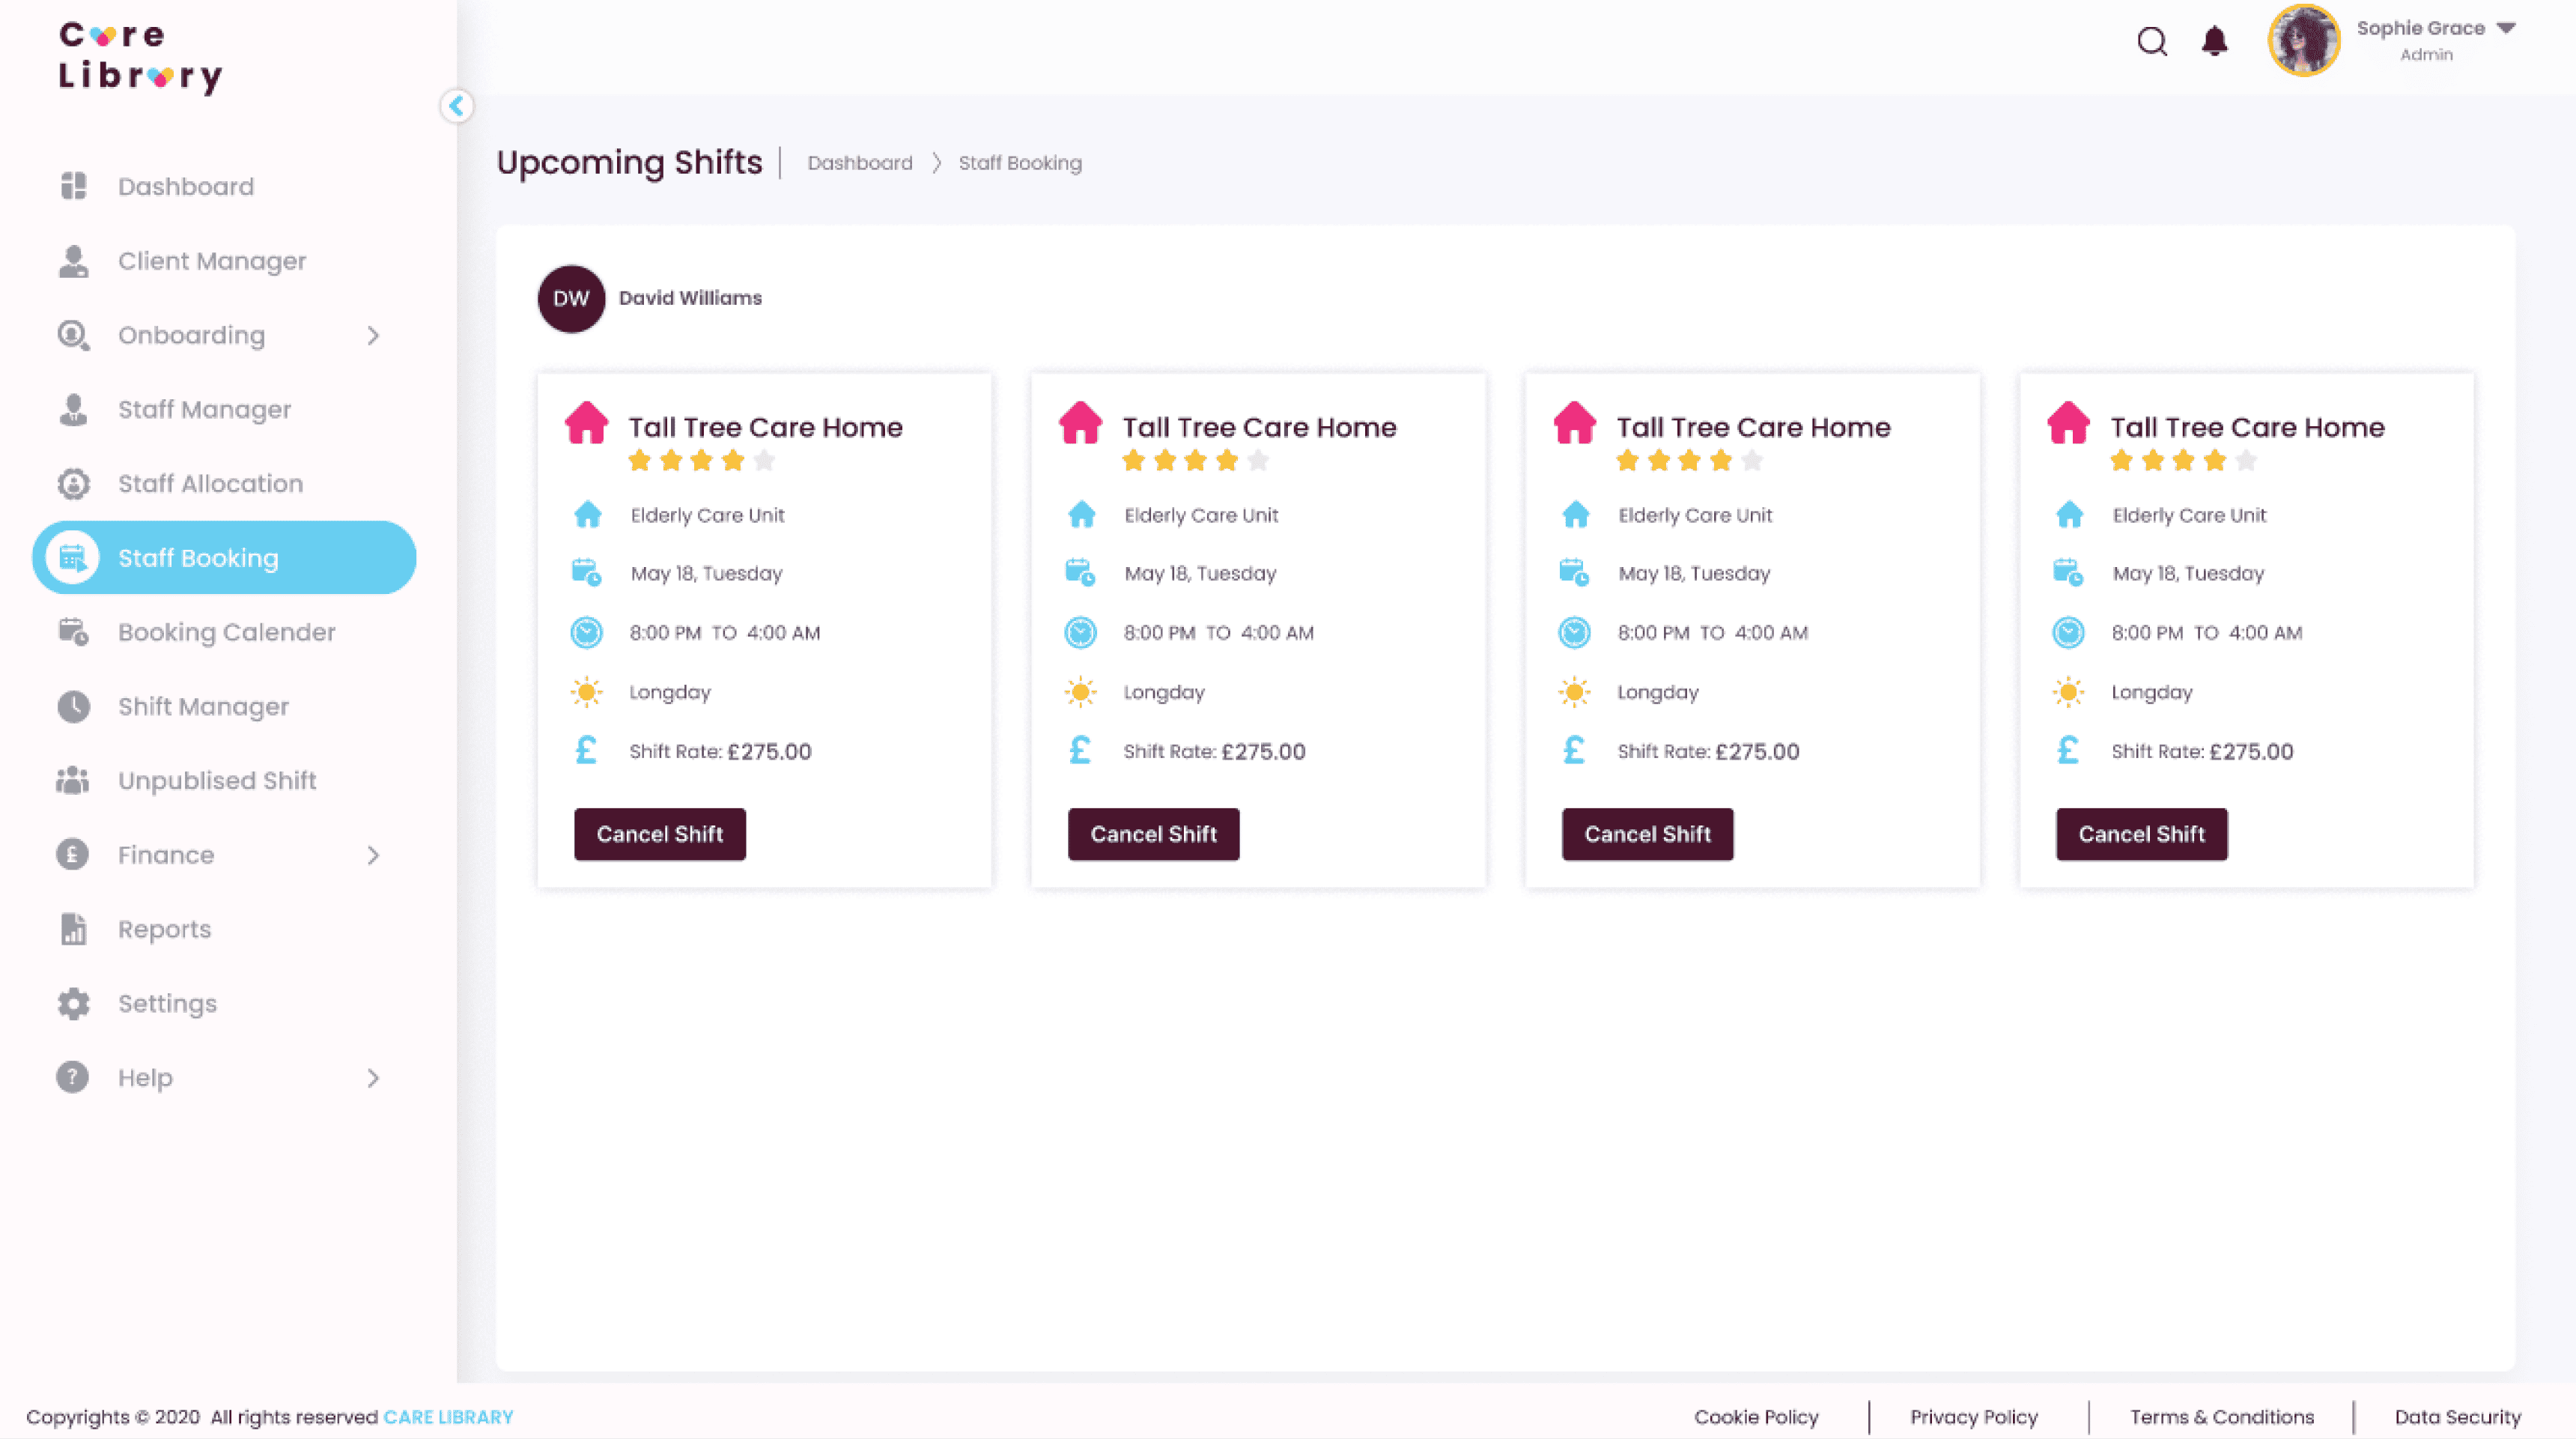 Care
Library
Sophie Grace
Admin
Dashboard
Client Manager
Onboarding
Staff Manager
Staff Allocation
Staff Booking
Booking Calender
Shift Manager
Unpublised Shift
Finance
Reports
Settings
Help
Upcoming Shifts
Dashboard > Staff Booking
DW David Williams
Tall Tree Care Home
Elderly Care Unit
May 18, Tuesday
8:00 PM TO 4:00 AM
Longday
£ Shift Rate: £275.00
Cancel Shift
Tall Tree Care Home
Elderly Care Unit
May 18, Tuesday
8:00 PM TO 4:00 AM
Longday
£ Shift Rate: £275.00
Cancel Shift
Tall Tree Care Home
Elderly Care Unit
May 18, Tuesday
8:00 PM TO 4:00 AM
Longday
£ Shift Rate: £275.00
Cancel Shift
Tall Tree Care Home
Elderly Care Unit
May 18, Tuesday
8:00 PM TO 4:00 AM
Longday
£ Shift Rate: £275.00
Cancel Shift
Copyrights © 2020 All rights reserved CARE LIBRARY
Cookie Policy | Privacy Policy | Terms & Conditions | Data Security